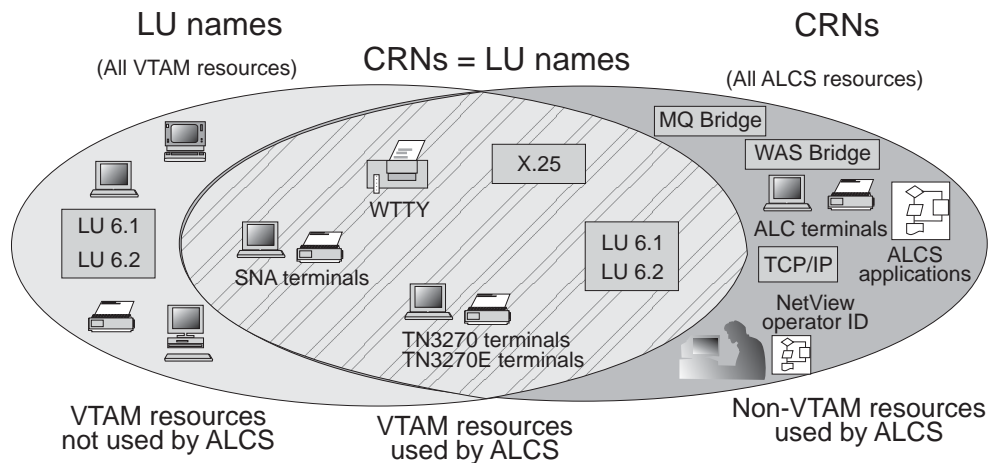 LU names
(All VTAM resources)
CRNs = LU names
CRNs
(All ALCS resources)
MQ Bridge
WAS Bridge
X.25
WTTY
LU 6.1
LU 6.2
SNA terminals
LU 6.1
LU 6.2
ALC terminals
ALCS
applications
TCP/IP
TN3270 terminals
TN3270E terminals
NetView
operator ID
VTAM resources
not used by ALCS
VTAM resources
used by ALCS
Non-VTAM resources
used by ALCS